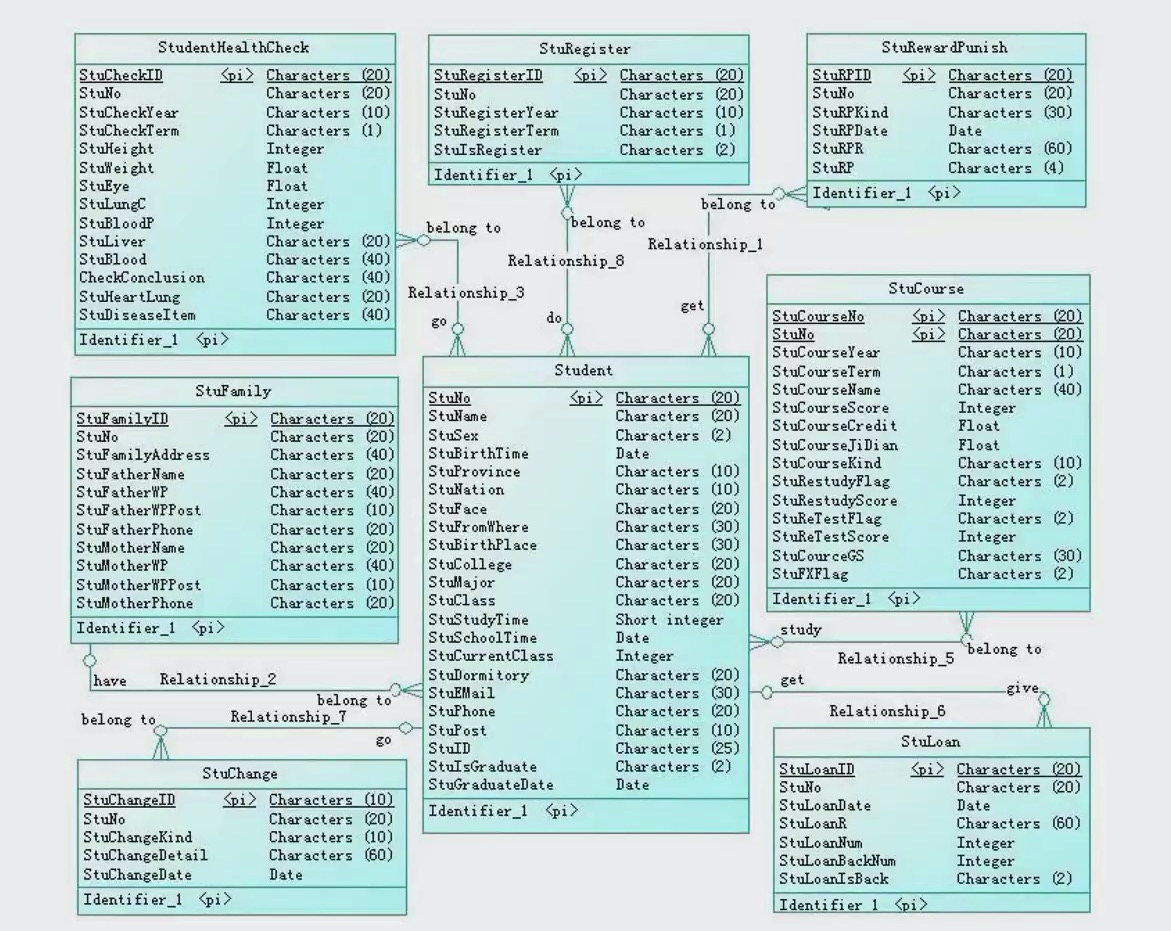 StudentHealthCheck
StuCheckID <pi> Characters (20)
StuNo Characters (20)
StuCheckYear Characters (10)
StuCheckTerm Characters (1)
StuHeight Integer
StuWeight Float
StuEye Float
StuLungC Integer
StuBloodP Integer
StuLiver Characters (20)
StuBlood Characters (40)
CheckConclusion Characters (40)
StuHeartLung Characters (20)
StuDiseaseItem Characters (40)
Identifier_1 <pi>
StuRegister
StuRegisterID <pi> Characters (20)
StuNo Characters (20)
StuRegisterYear Characters (10)
StuRegisterTerm Characters (1)
StuIsRegister Characters (2)
Identifier_1 <pi>
StuRewardPunish
StuRPID <pi> Characters (20)
StuNo Characters (20)
StuRPKind Characters (30)
StuRPDate Date
StuRPR Characters (60)
StuRP Characters (4)
Identifier_1 <pi>
belong to
Relationship_3
go
belong to
Relationship_8
do
belong to
Relationship_1
get
StuFamily
StuFamilyID <pi> Characters (20)
StuNo Characters (20)
StuFamilyAddress Characters (40)
StuFatherName Characters (20)
StuFatherWP Characters (40)
StuFatherWPPost Characters (10)
StuFatherPhone Characters (20)
StuMotherName Characters (20)
StuMotherWP Characters (40)
StuMotherWPPost Characters (10)
StuMotherPhone Characters (20)
Identifier_1 <pi>
Student
StuNo <pi> Characters (20)
StuName Characters (20)
StuSex Characters (2)
StuBirthTime Date
StuProvince Characters (10)
StuNation Characters (10)
StuFace Characters (20)
StuFromWhere Characters (30)
StuBirthPlace Characters (30)
StuCollege Characters (20)
StuMajor Characters (20)
StuClass Characters (20)
StuStudyTime Short integer
StuSchoolTime Date
StuCurrentClass Integer
StuDormitory Characters (20)
StuEMail Characters (30)
StuPhone Characters (20)
StuPost Characters (10)
StuID Characters (25)
StuIsGraduate Characters (2)
StuGraduateDate Date
Identifier_1 <pi>
StuCourse
StuCourseNo <pi> Characters (20)
StuNo <pi> Characters (20)
StuCourseYear Characters (10)
StuCourseTerm Characters (1)
StuCourseName Characters (40)
StuCourseScore Integer
StuCourseCredit Float
StuCourseJiDian Float
StuCourseKind Characters (10)
StuRestudyFlag Characters (2)
StuRestudyScore Integer
StuReTestFlag Characters (2)
StuReTestScore Integer
StuCourceGS Characters (30)
StuFXFlag Characters (2)
Identifier_1 <pi>
study
Relationship_5
belong to
have
Relationship_2
belong to
belong to
Relationship_7
go
get
give
Relationship_6
StuChange
StuChangeID <pi> Characters (10)
StuNo Characters (20)
StuChangeKind Characters (10)
StuChangeDetail Characters (60)
StuChangeDate Date
Identifier_1 <pi>
StuLoan
StuLoanID <pi> Characters (20)
StuNo Characters (20)
StuLoanDate Date
StuLoanR Characters (60)
StuLoanNum Integer
StuLoanBackNum Integer
StuLoanIsBack Characters (2)
Identifier 1 <pi>